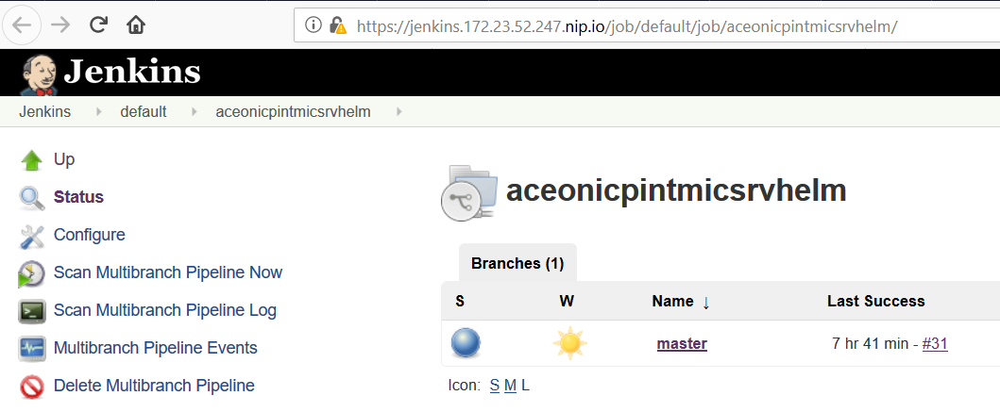 https://jenkins.172.23.52.247.nip.io/job/default/job/aceonicpintmicsrvhelm/
Jenkins
Jenkins default aceonicpintmicsrvhelm
Up
Status
Configure
Scan Multibranch Pipeline Now
Scan Multibranch Pipeline Log
Multibranch Pipeline Events
Delete Multibranch Pipeline
aceonicpintmicsrvhelm
Branches (1)
S W Name ↓ Last Success
master 7 hr 41 min - #31
Icon: S M L